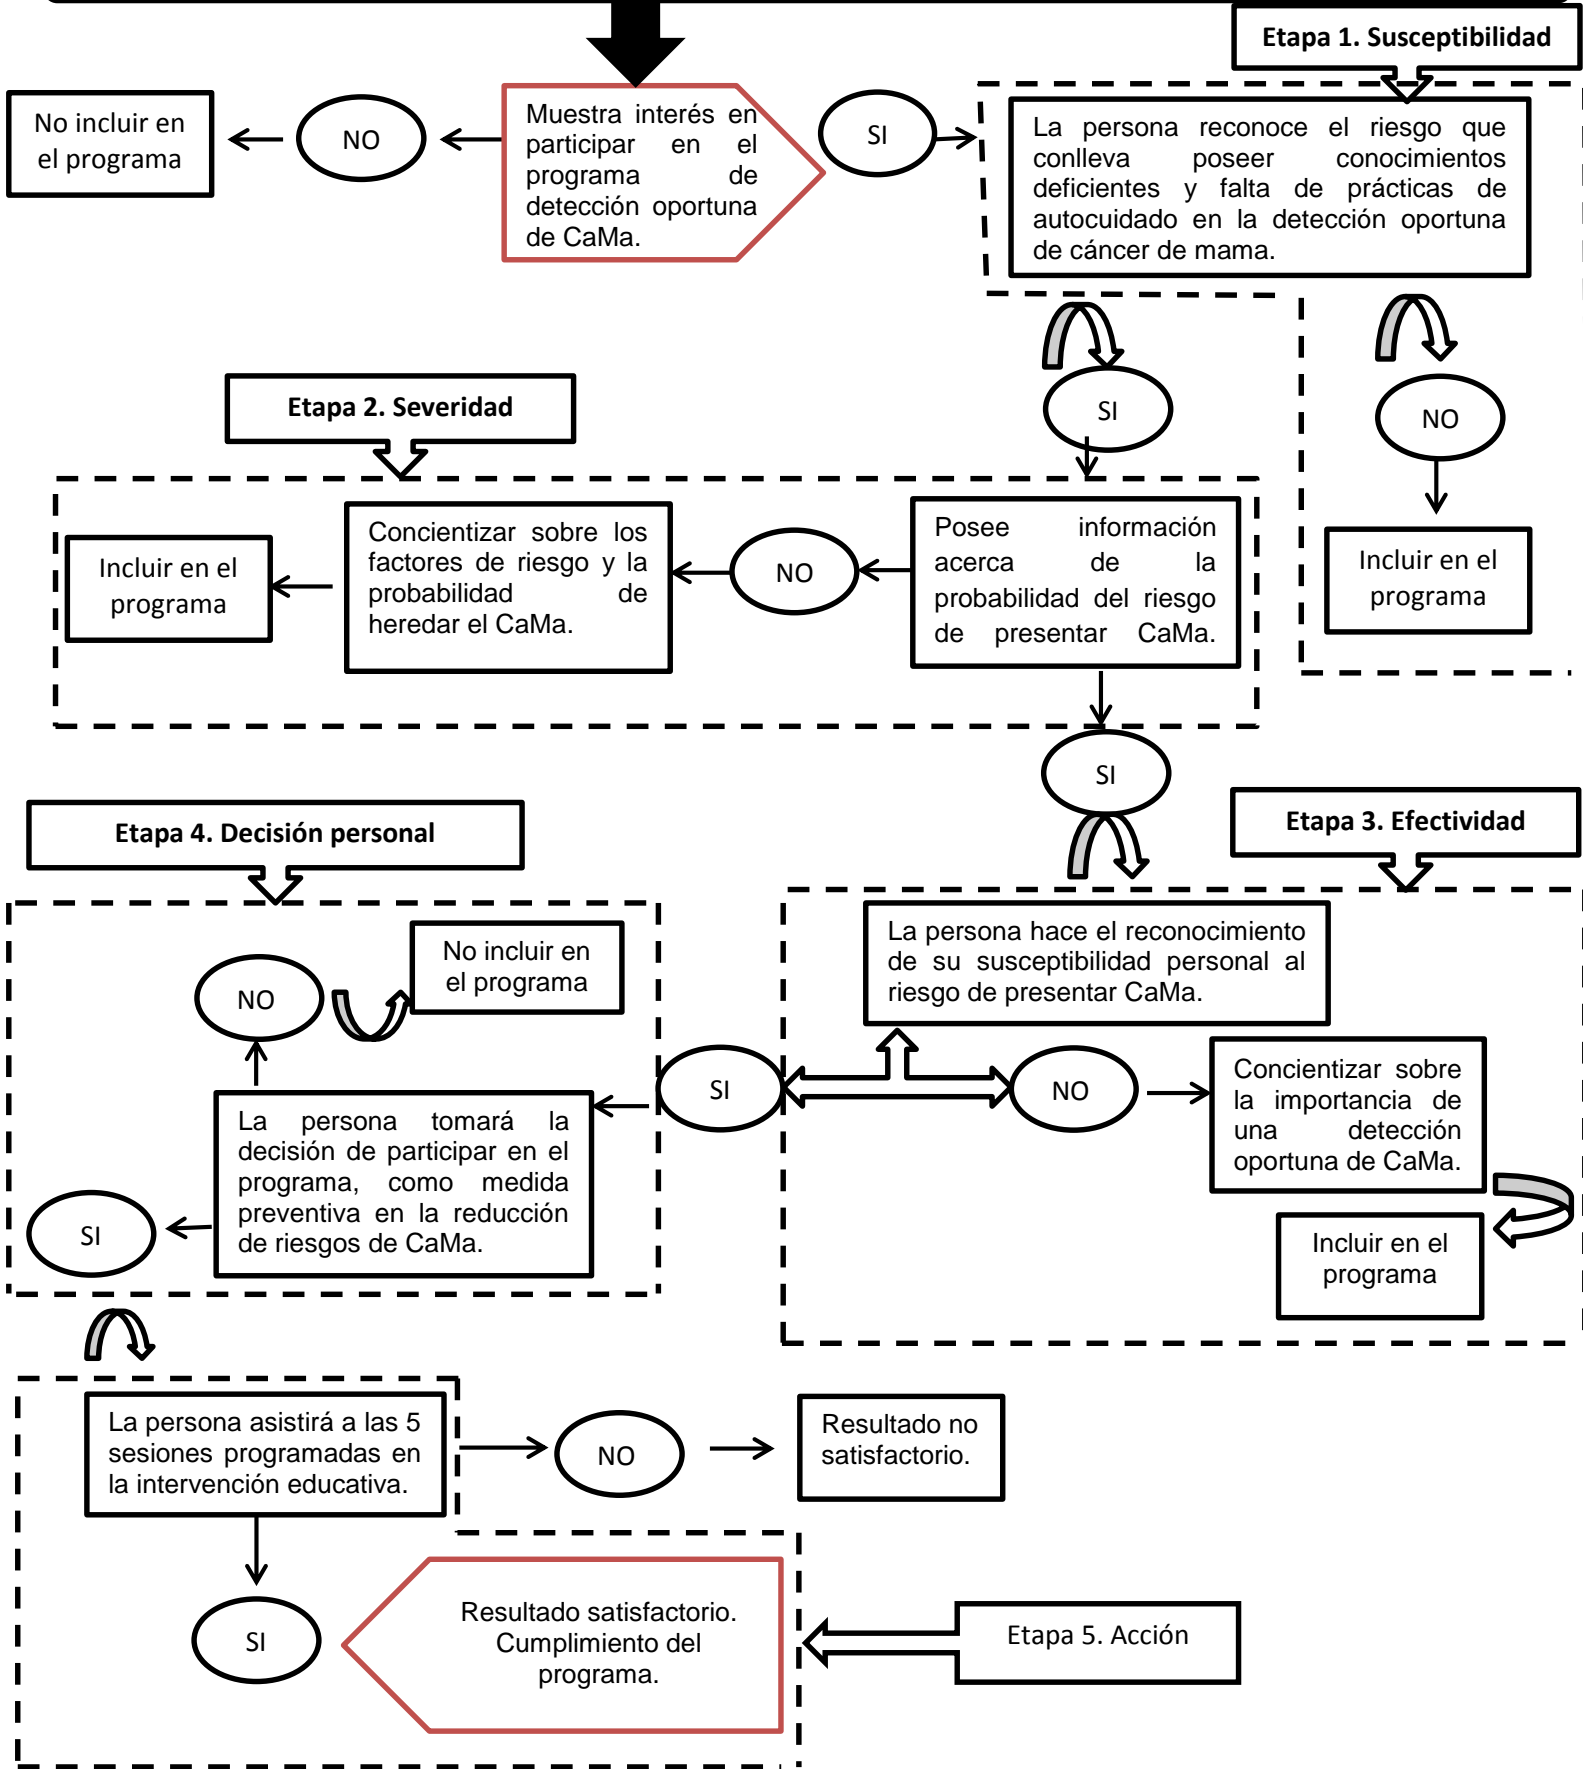 Etapa 1. Susceptibilidad
No incluir en
el programa
NO
Muestra interés en
participar en el
programa de
detección oportuna
de CaMa.
SI
La persona reconoce el riesgo que
conlleva poseer conocimientos
deficientes y falta de prácticas de
autocuidado en la detección oportuna
de cáncer de mama.
Etapa 2. Severidad
SI
NO
Incluir en el
programa
Concientizar sobre los
factores de riesgo y la
probabilidad de
heredar el CaMa.
NO
Posee información
acerca de la
probabilidad del riesgo
de presentar CaMa.
Incluir en el
programa
SI
Etapa 4. Decisión personal
Etapa 3. Efectividad
NO
No incluir en
el programa
La persona hace el reconocimiento
de su susceptibilidad personal al
riesgo de presentar CaMa.
SI
NO
Concientizar sobre
la importancia de
una detección
oportuna de CaMa.
La persona tomará la
decisión de participar en el
programa, como medida
preventiva en la reducción
de riesgos de CaMa.
SI
Incluir en el
programa
La persona asistirá a las 5
sesiones programadas en
la intervención educativa.
NO
Resultado no
satisfactorio.
SI
Resultado satisfactorio.
Cumplimiento del
programa.
Etapa 5. Acción